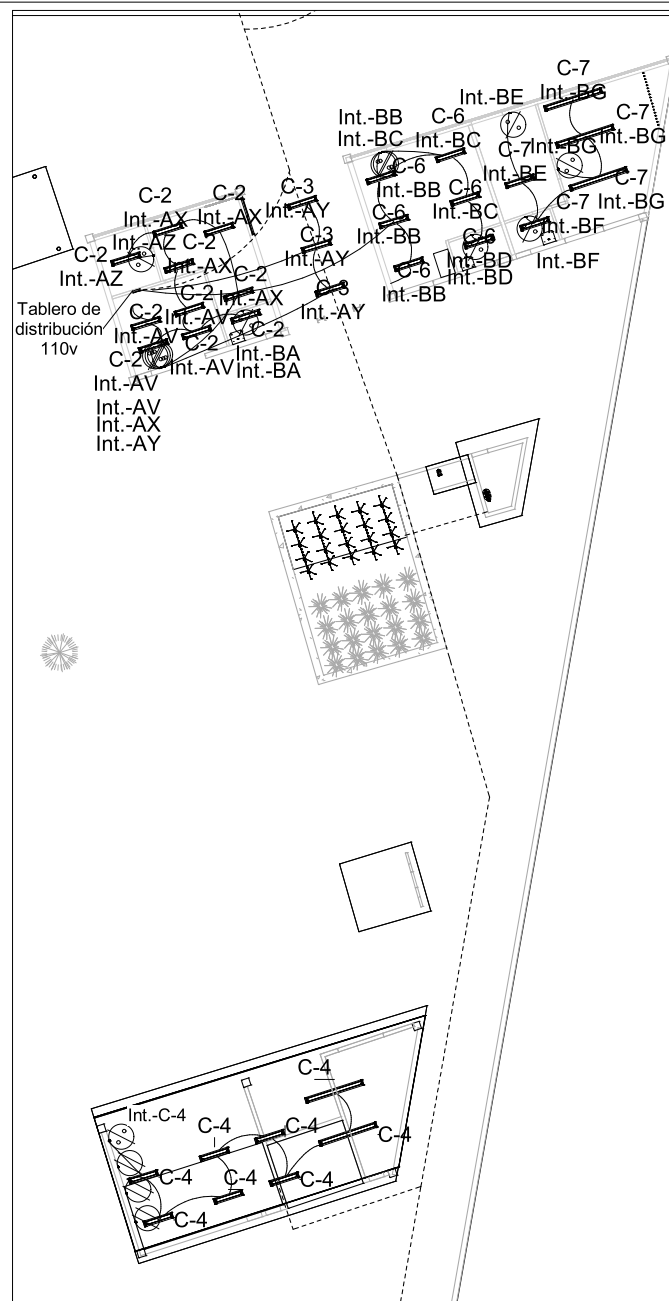 C-7
Int.-BG
Int.-BE
C-6
Int.-BB
Int.-BC
Int.-BC
C-7
Int.-BG
Int.-BG
C-7
C-6
Int.-BE
Int.-BB
C-7
Int.-BG
C-6
Int.-BC
C-7
Int.-BF
C-6
Int.-BB
C-6
Int.-BD
Int.-BD
Int.-BF
C-6
Int.-BB
C-2
Int.-AX
C-2
Int.-AX
C-3
Int.-AY
Int.-AZ
C-2
Int.-AX
C-3
Int.-AY
C-2
Int.-AZ
C-2
Int.-AX
C-3
Int.-AY
Tablero de
distribución
110v
C-2
Int.-AV
C-2
Int.-AV
C-2
Int.-AV
C-2
Int.-BA
Int.-BA
C-2
Int.-AV
Int.-AV
Int.-AX
Int.-AY
C-4
Int.-C-4
C-4
C-4
C-4
C-4
C-4
C-4
C-4